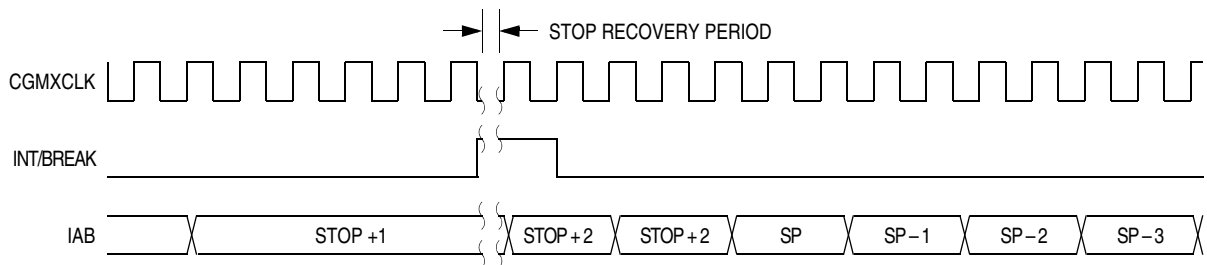 STOP RECOVERY PERIOD
CGMXCLK
INT/BREAK
IAB STOP +1 STOP + 2 STOP + 2 SP SP – 1 SP – 2 SP – 3